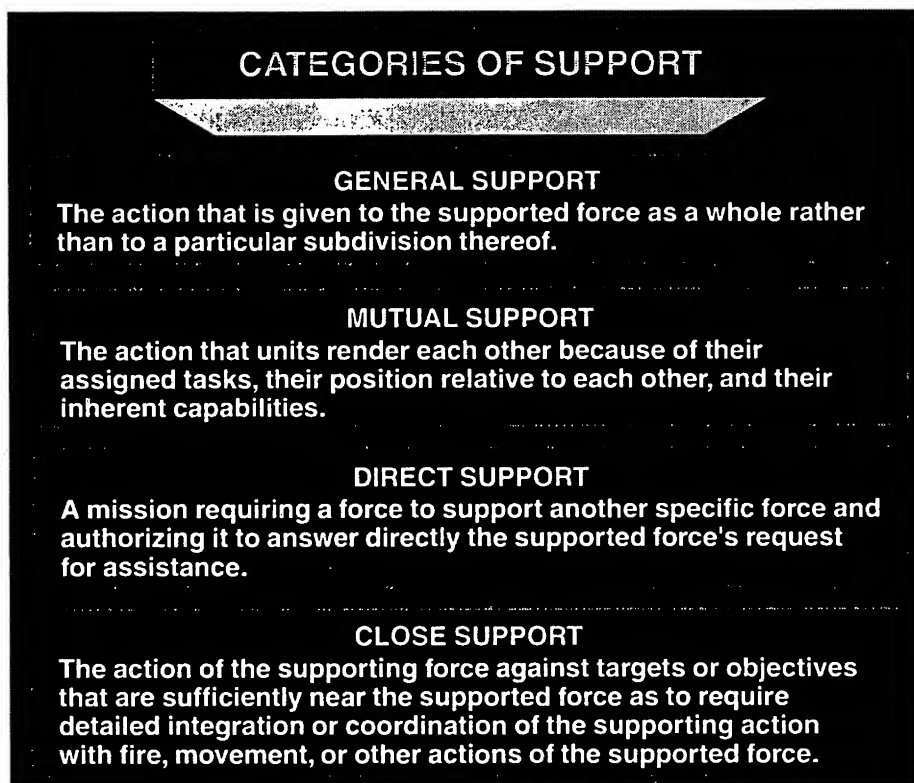 CATEGORIES OF SUPPORT
GENERAL SUPPORT
The action that is given to the supported force as a whole rather
than to a particular subdivision thereof.
MUTUAL SUPPORT
The action that units render each other because of their
assigned tasks, their position relative to each other, and their
inherent capabilities.
DIRECT SUPPORT
A mission requiring a force to support another specific force and
authorizing it to answer directly the supported force's request
for assistance.
CLOSE SUPPORT
The action of the supporting force against targets or objectives
that are sufficiently near the supported force as to require
detailed integration or coordination of the supporting action
with fire, movement, or other actions of the supported force.